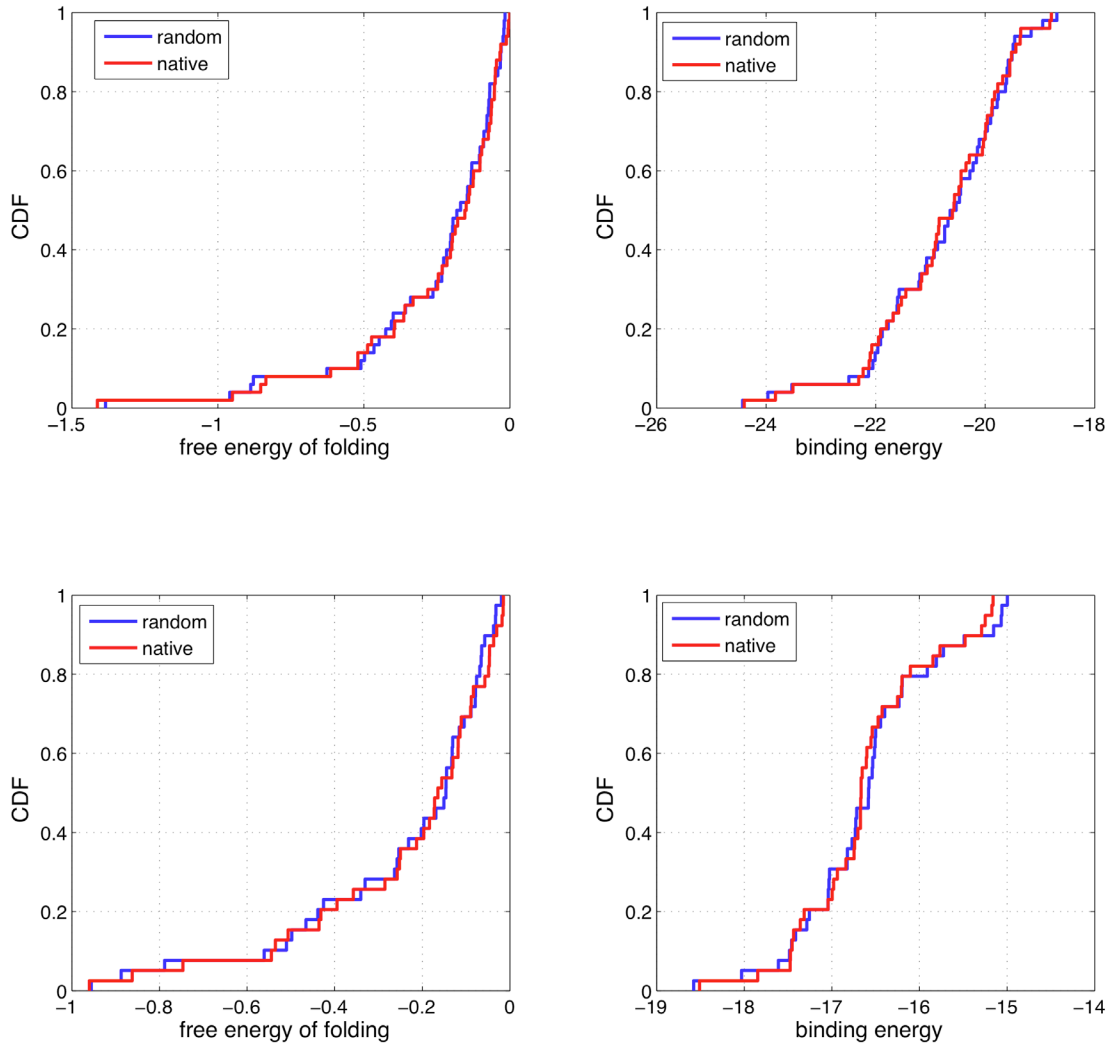 1
0.8
0.6
0.4
0.2
0
CDF
random
native
−1.5
−1
−0.5
0
free energy of folding
1
0.8
0.6
0.4
0.2
0
CDF
random
native
−26
−24
−22
−20
−18
binding energy
1
0.8
0.6
0.4
0.2
0
CDF
random
native
−1
−0.8
−0.6
−0.4
−0.2
0
free energy of folding
1
0.8
0.6
0.4
0.2
0
CDF
random
native
−19
−18
−17
−16
−15
−14
binding energy